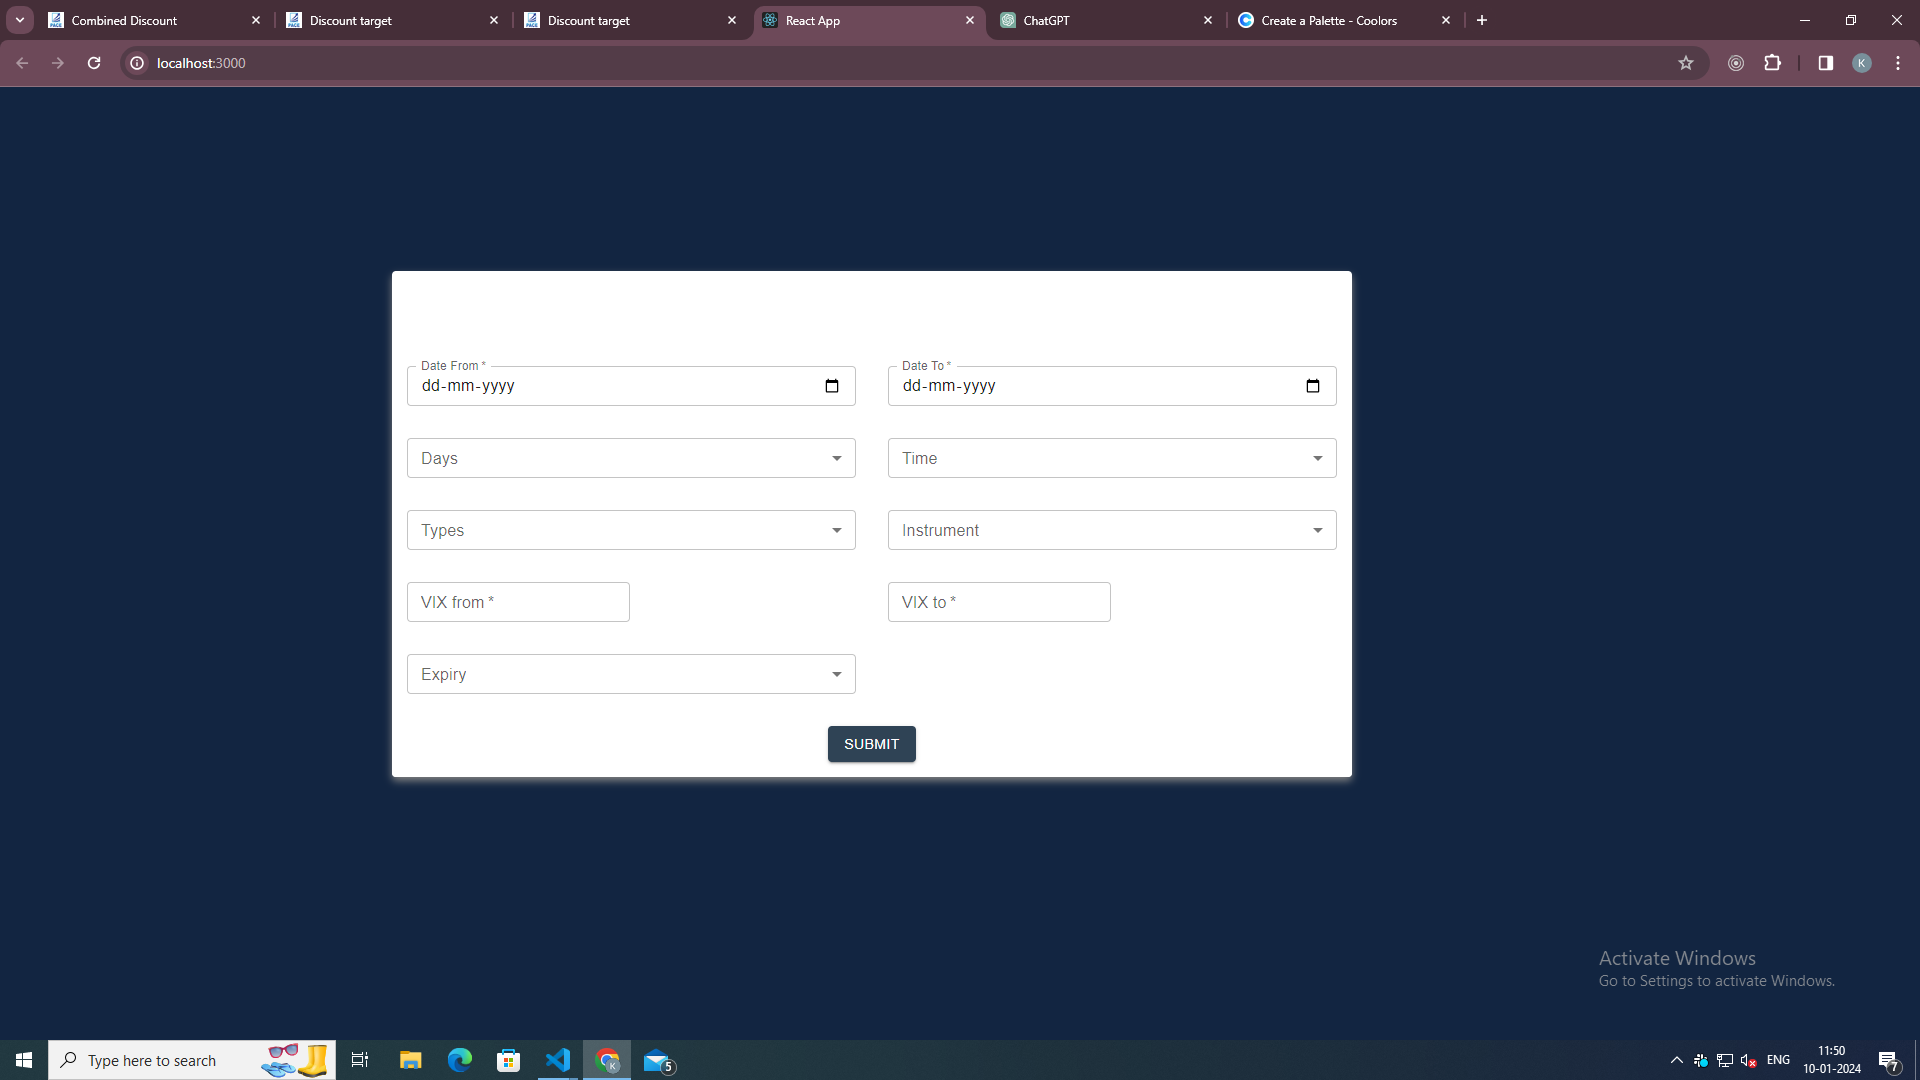 Combined Discount
Discount target
Discount target
React App
ChatGPT
Create a Palette - Coolors
localhost:3000
K
Date From *
Date To *
dd-mm-yyyy
dd-mm-yyyy
Days
Time
Types
Instrument
VIX from *
VIX to *
Expiry
SUBMIT
Activate Windows
Go to Settings to activate Windows.
Type here to search
K
5
ENG
11:50
10-01-2024
7